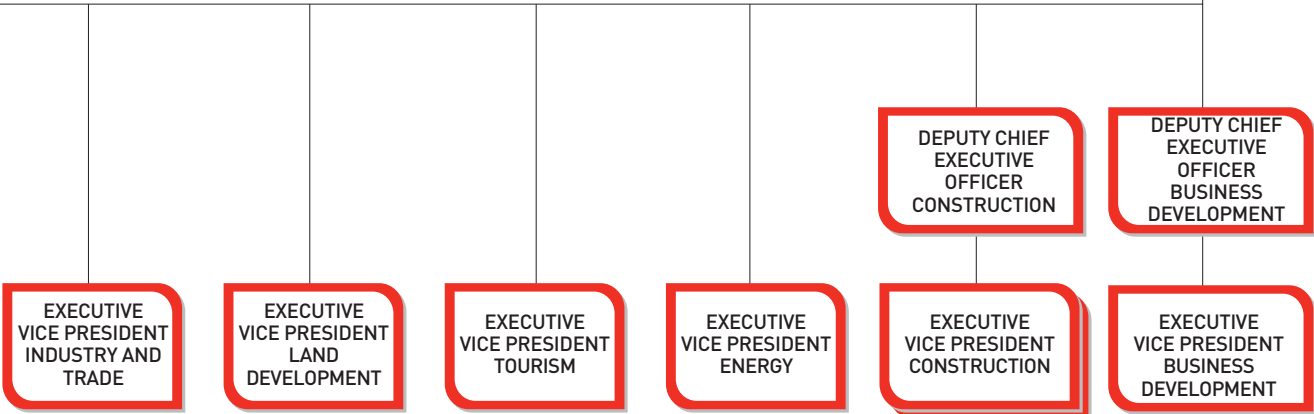 DEPUTY CHIEF
EXECUTIVE
OFFICER
CONSTRUCTION
DEPUTY CHIEF
EXECUTIVE
OFFICER
BUSINESS
DEVELOPMENT
EXECUTIVE
VICE PRESIDENT
INDUSTRY AND
TRADE
EXECUTIVE
VICE PRESIDENT
LAND
DEVELOPMENT
EXECUTIVE
VICE PRESIDENT
TOURISM
EXECUTIVE
VICE PRESIDENT
ENERGY
EXECUTIVE
VICE PRESIDENT
CONSTRUCTION
EXECUTIVE
VICE PRESIDENT
BUSINESS
DEVELOPMENT